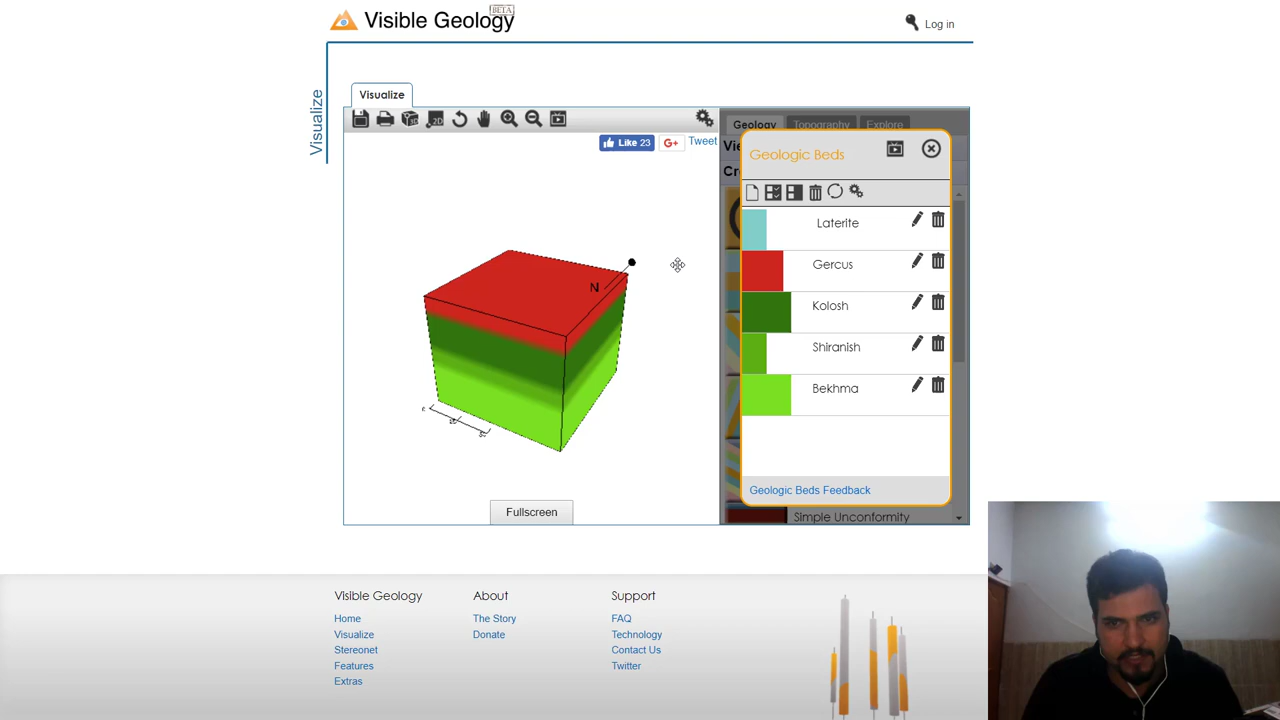 Visible Geology
BETA
Log in
Visualize
Visualize
Like 23
G+
Tweet
2D
Geology
Topography
Explore
Geologic Beds
Laterite
Gercus
N
Kolosh
Shiranish
Bekhma
Geologic Beds Feedback
Fullscreen
Simple Unconformity
Visible Geology
About
Support
Home
The Story
FAQ
Visualize
Donate
Technology
Stereonet
Contact Us
Features
Twitter
Extras